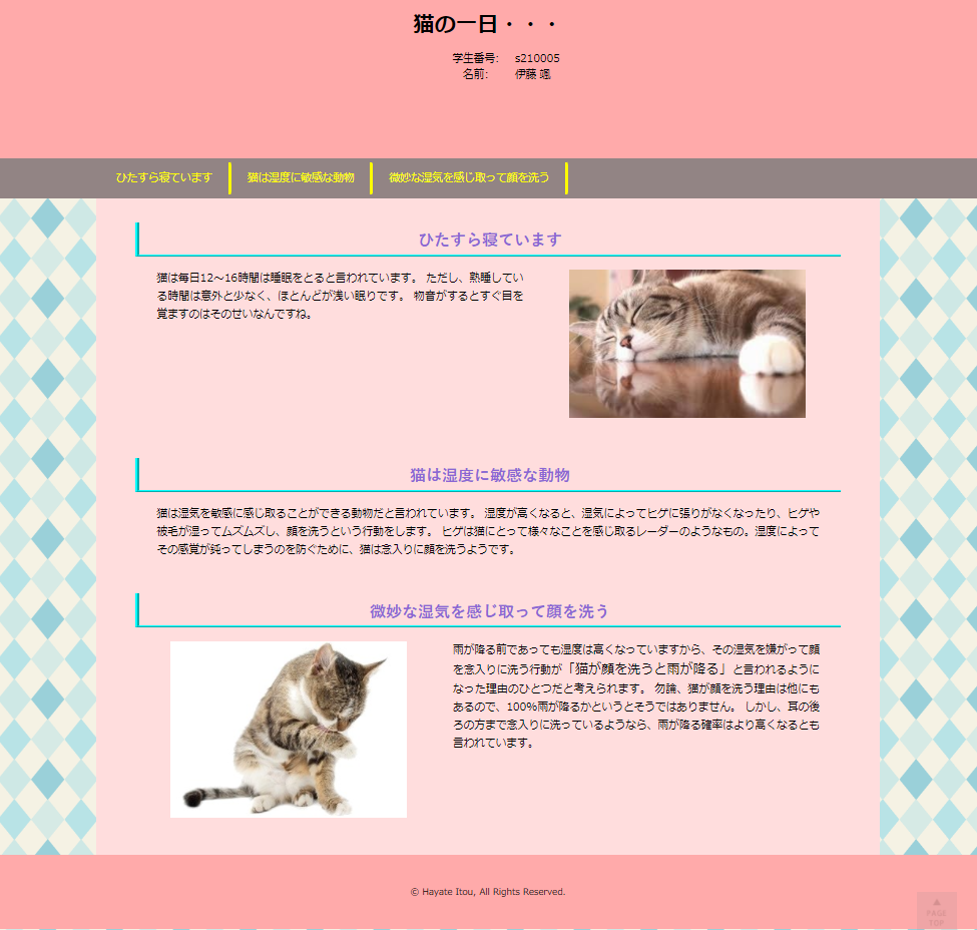 猫の一日・・・
学生番号： s210005
名前： 伊藤 颯
ひたすら寝ています 猫は湿度に敏感な動物 微妙な湿気を感じ取って顔を洗う
ひたすら寝ています
猫は毎日12～16時間は睡眠をとると言われています。 ただし、熟睡してい
る時間は意外と少なく、ほとんどが浅い眠りです。 物音がするとすぐ目を
覚ますのはそのせいなんですね。
猫は湿度に敏感な動物
猫は湿気を敏感に感じ取ることができる動物だと言われています。 湿度が高くなると、湿気によってヒゲに張りがなくなったり、ヒゲや
被毛が湿ってムズムズし、顔を洗うという行動をします。 ヒゲは猫にとって様々なことを感じ取るレーダーのようなもの。湿度によって
その感覚が鈍ってしまうのを防ぐために、猫は念入りに顔を洗うようです。
微妙な湿気を感じ取って顔を洗う
雨が降る前であっても湿度は高くなっていますから、その湿気を嫌がって顔
を念入りに洗う行動が「猫が顔を洗うと雨が降る」と言われるように
なった理由のひとつだと考えられます。 勿論、猫が顔を洗う理由は他にも
あるので、100%雨が降るかというとそうではありません。 しかし、耳の後
ろの方まで念入りに洗っているようなら、雨が降る確率はより高くなるとも
言われています。
© Hayate Itou, All Rights Reserved.
▲
PAGE
TOP